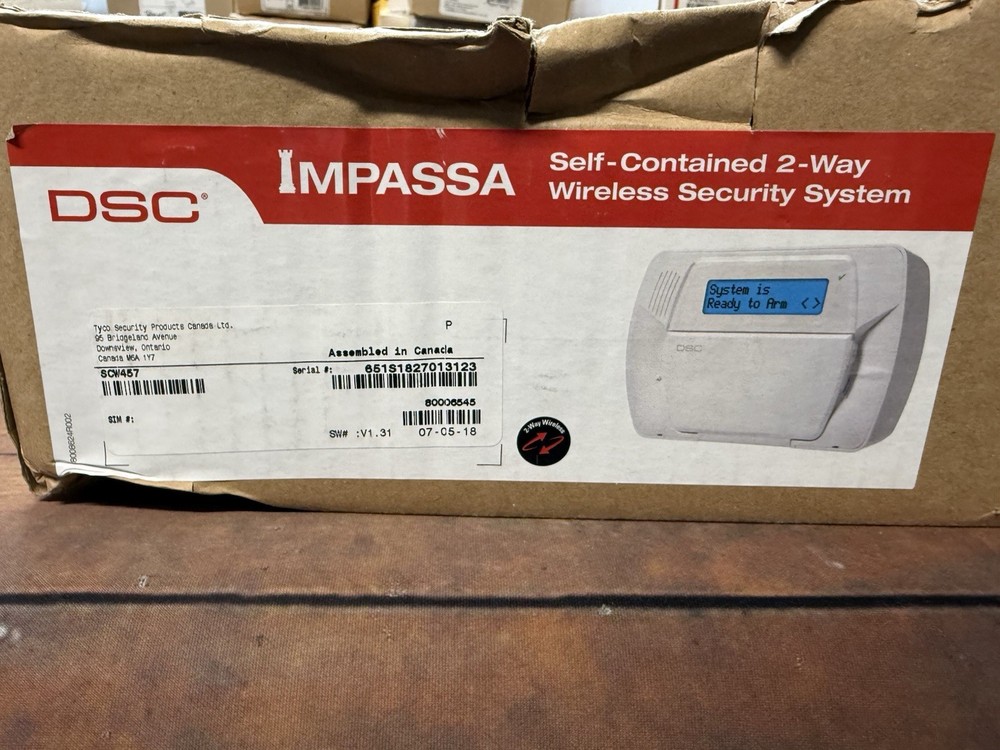 DSC®
IMPASSA
Self-Contained 2-Way
Wireless Security System
System is
Ready to Arm < >
DSC
Tyco Security Products Canada Ltd.
95 Bridgeland Avenue
Downsview, Ontario
Canada M6A 1Y7
P
Assembled in Canada
SCW457
Serial #: 651S1827013123
80006545
SIM #:
SW# :V1.31 07-05-18
2-Way Wireless